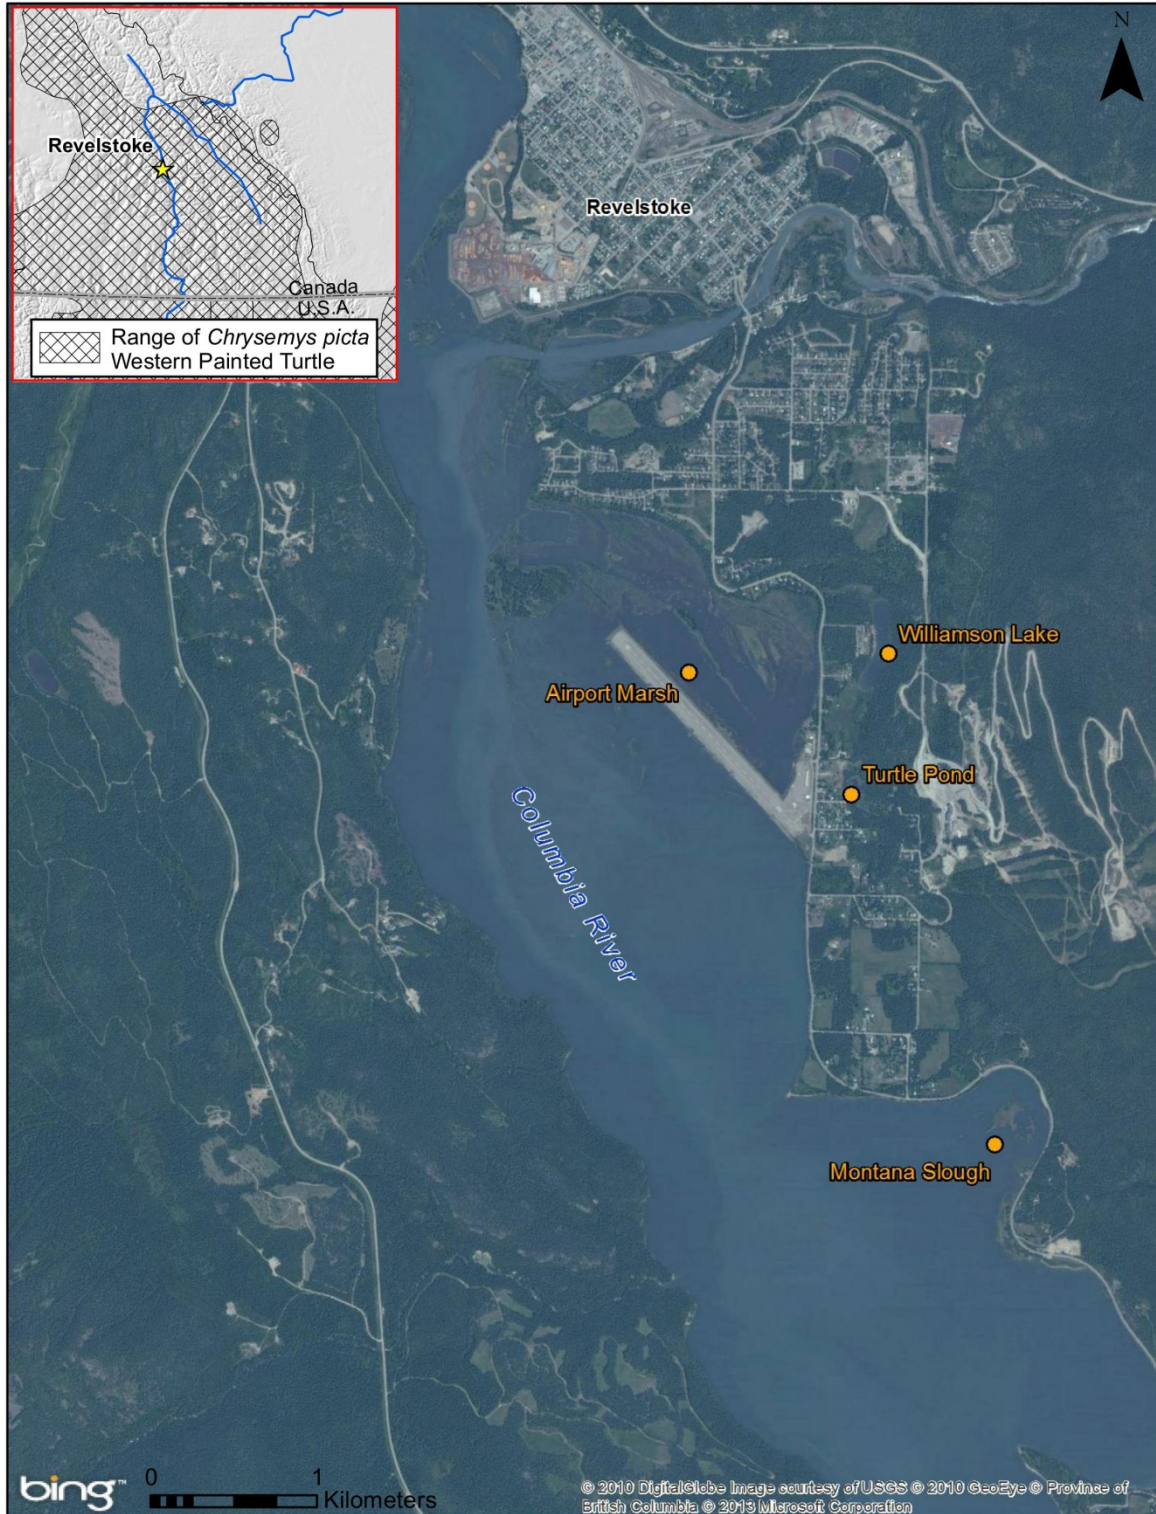 N
Revelstoke
Canada
U.S.A.
Range of Chrysemys picta
Western Painted Turtle
Revelstoke
Williamson Lake
Airport Marsh
Turtle Pond
Columbia River
Montana Slough
bing™
0 1
Kilometers
© 2010 DigitalGlobe Image courtesy of USGS © 2010 GeoEye © Province of
British Columbia © 2013 Microsoft Corporation